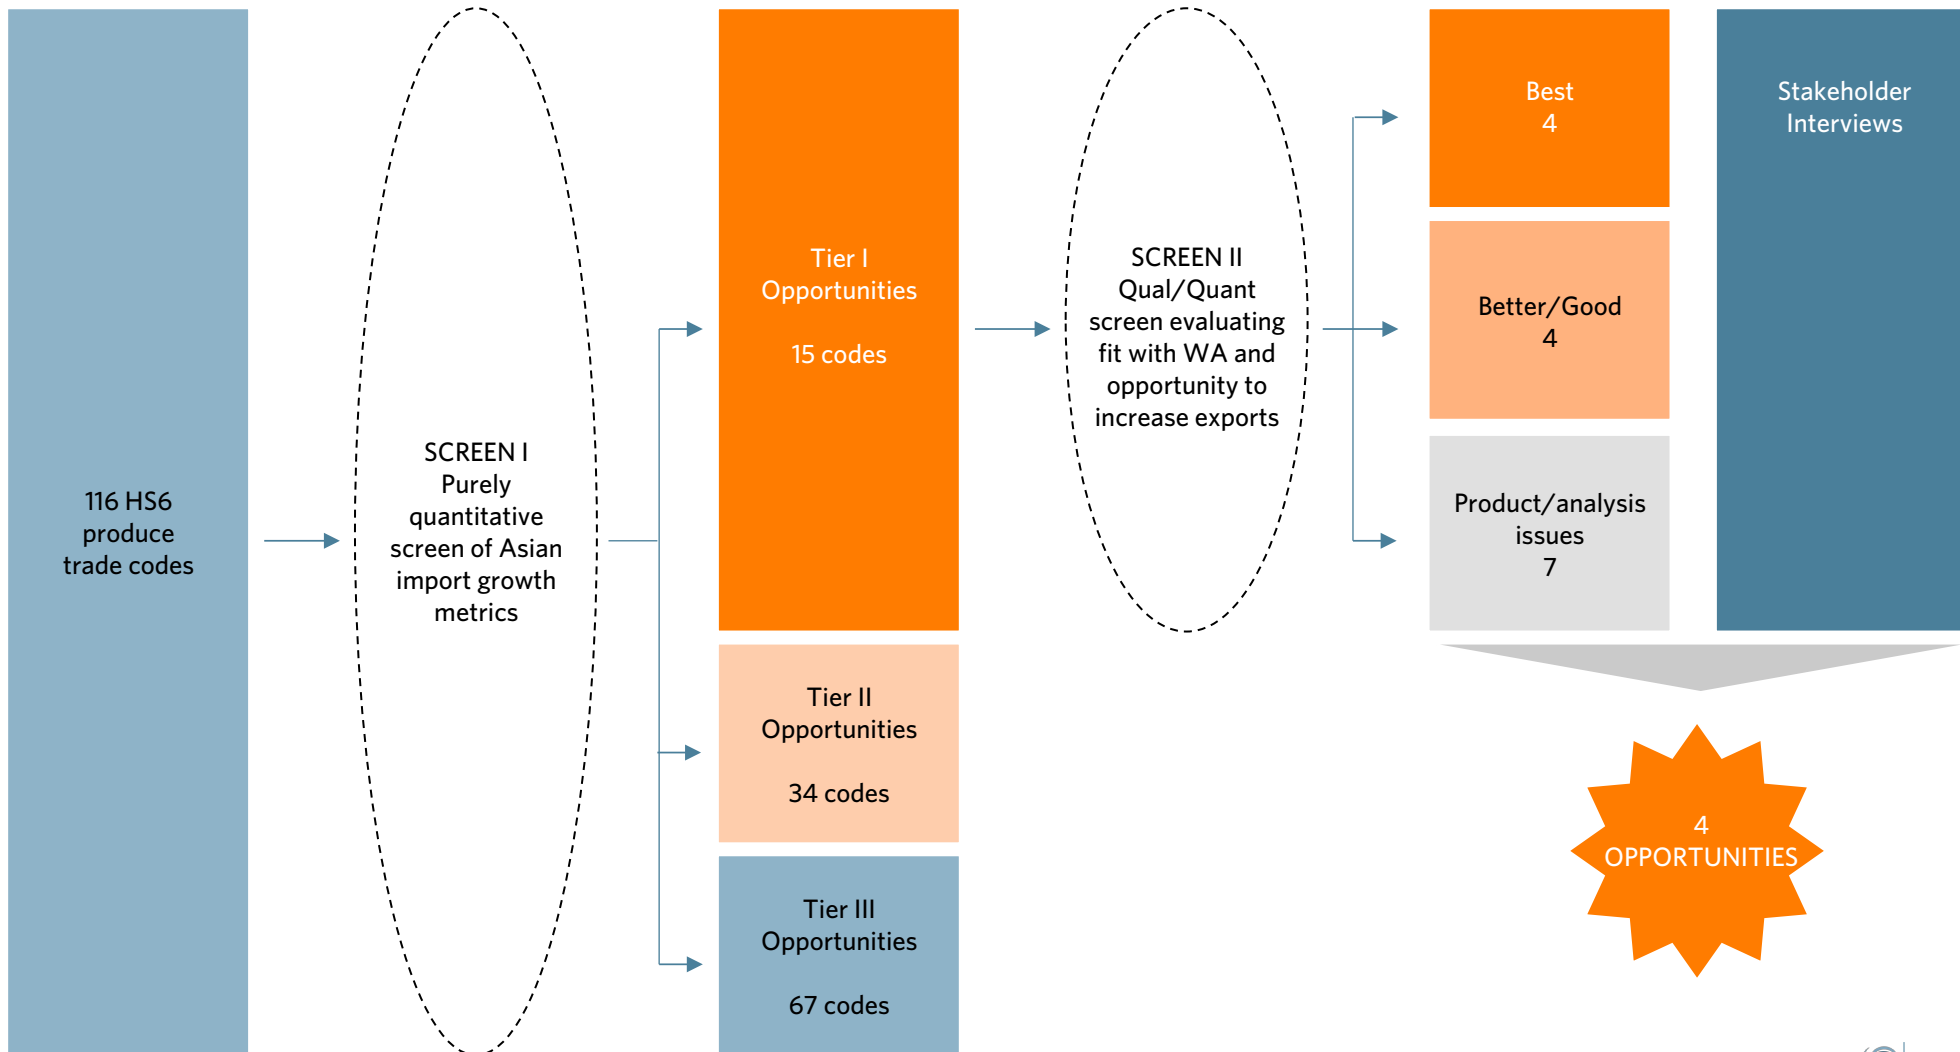 116 HS6
produce
trade codes
SCREEN I
Purely
quantitative
screen of Asian
import growth
metrics
Tier I
Opportunities
15 codes
Tier II
Opportunities
34 codes
Tier III
Opportunities
67 codes
SCREEN II
Qual/Quant
screen evaluating
fit with WA and
opportunity to
increase exports
Best
4
Better/Good
4
Product/analysis
issues
7
Stakeholder
Interviews
4
OPPORTUNITIES